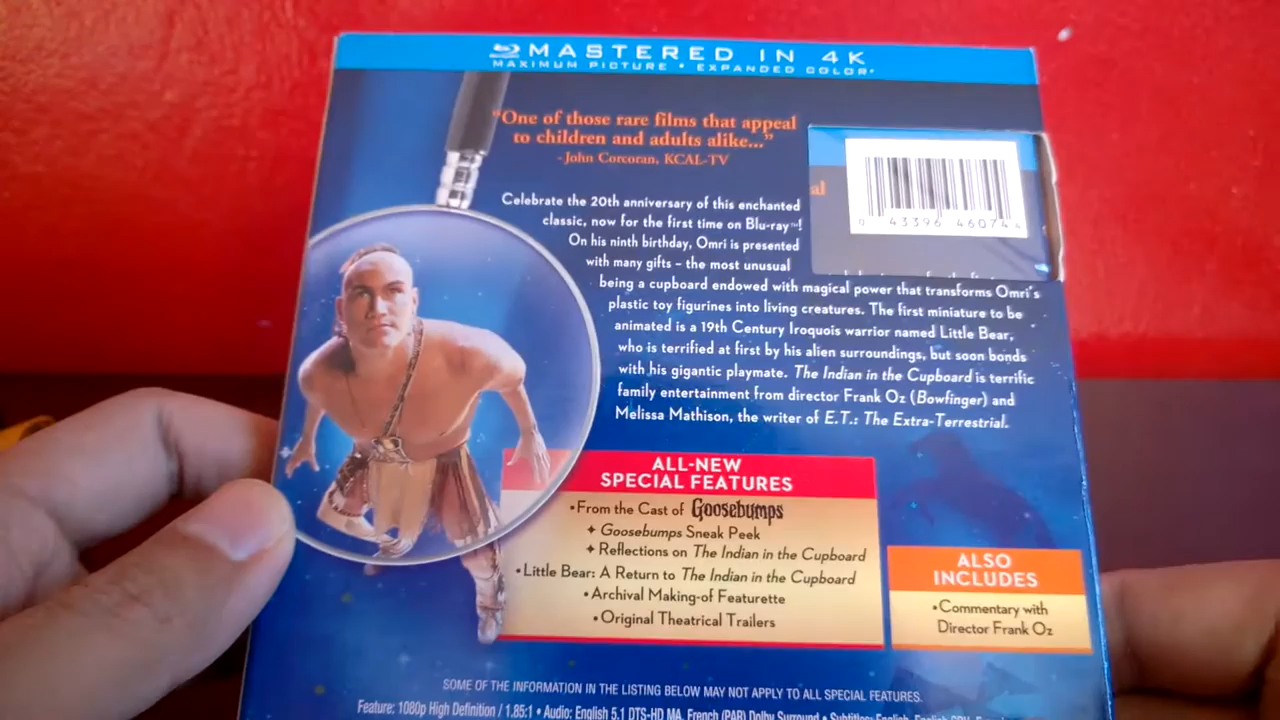 MASTERED IN 4K
MAXIMUM PICTURE • EXPANDED COLOR*
"One of those rare films that appeal
to children and adults alike..."
-John Corcoran, KCAL-TV
al
0 43396 46074 4
Celebrate the 20th anniversary of this enchanted
classic, now for the first time on Blu-ray™!
On his ninth birthday, Omri is presented
with many gifts – the most unusual
being a cupboard endowed with magical power that transforms Omri's
plastic toy figurines into living creatures. The first miniature to be
animated is a 19th Century Iroquois warrior named Little Bear,
who is terrified at first by his alien surroundings, but soon bonds
with his gigantic playmate. The Indian in the Cupboard is terrific
family entertainment from director Frank Oz (Bowfinger) and
Melissa Mathison, the writer of E.T.: The Extra-Terrestrial.
ALL-NEW
SPECIAL FEATURES
•From the Cast of Goosebumps
✦ Goosebumps Sneak Peek
✦ Reflections on The Indian in the Cupboard
•Little Bear: A Return to The Indian in the Cupboard
•Archival Making-of Featurette
•Original Theatrical Trailers
ALSO
INCLUDES
•Commentary with
Director Frank Oz
SOME OF THE INFORMATION IN THE LISTING BELOW MAY NOT APPLY TO ALL SPECIAL FEATURES.
Feature: 1080p High Definition / 1.85:1 • Audio: English 5.1 DTS-HD MA, French (PAR) Dolby Surround • Subtitles: English, English